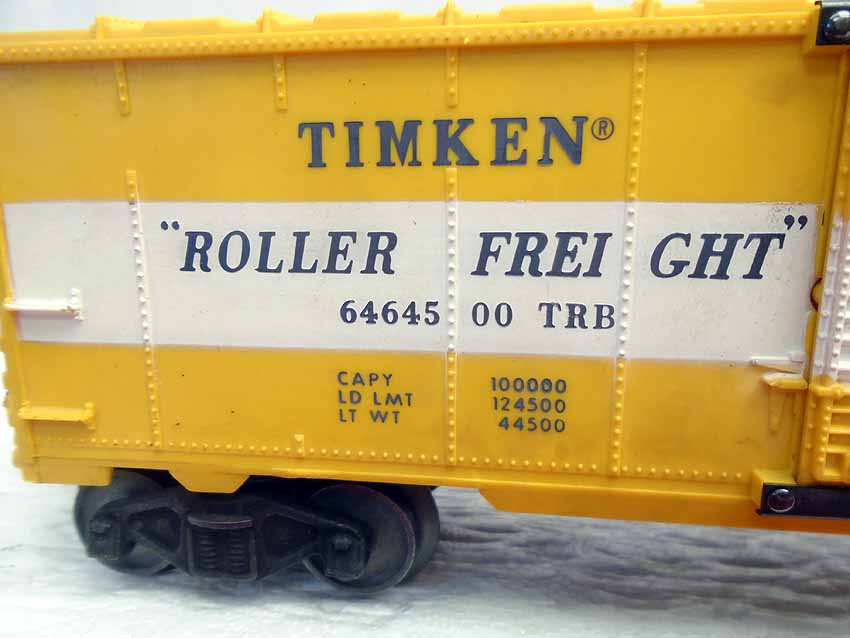 TIMKEN®
"ROLLER FREIGHT"
64645 00 TRB
CAPY 100000
LD LMT 124500
LT WT 44500